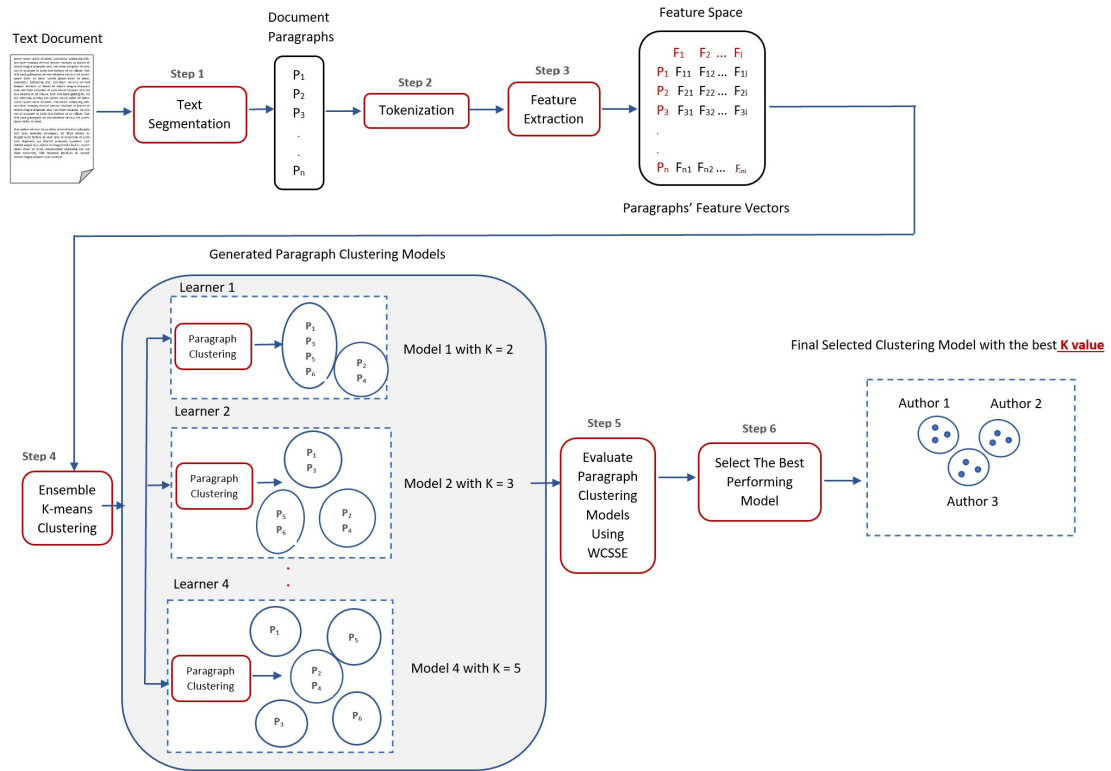 Text Document
Document
Paragraphs
Feature Space
Step 1
Text
Segmentation
P1
P2
P3
.
.
Pn
Step 2
Tokenization
Step 3
Feature
Extraction
F1 F2 ... Fi
P1 F11 F12 ... F1i
P2 F21 F22 ... F2i
P3 F31 F32 ... F3i
.
.
Pn Fn1 Fn2 ... Fni
Paragraphs' Feature Vectors
Generated Paragraph Clustering Models
Step 4
Ensemble
K-means
Clustering
Learner 1
Paragraph
Clustering
P1
P3
P5
P6
P2
P4
Model 1 with K = 2
Learner 2
Paragraph
Clustering
P1
P3
P5
P6
P2
P4
Model 2 with K = 3
.
.
Learner 4
Paragraph
Clustering
P1
P5
P2
P4
P3
P6
Model 4 with K = 5
Step 5
Evaluate
Paragraph
Clustering
Models
Using
WCSSE
Step 6
Select The Best
Performing
Model
Final Selected Clustering Model with the best K value
Author 1
Author 2
Author 3